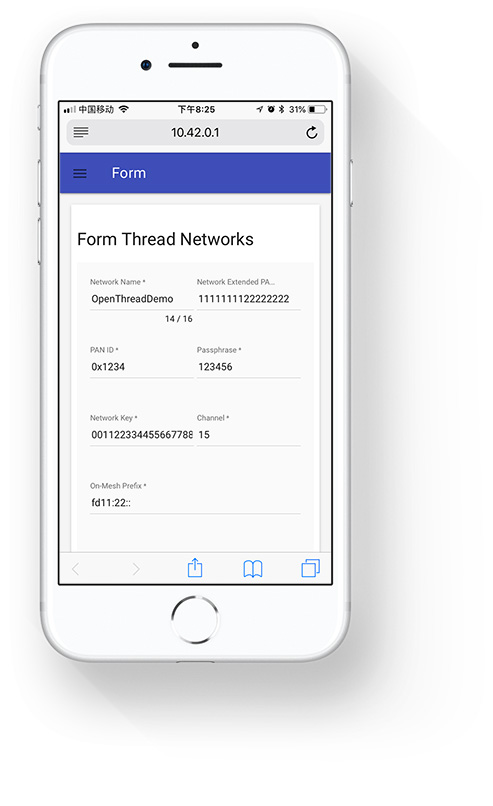 中国移动 下午8:25 31%
10.42.0.1
Form
Form Thread Networks
Network Name * Network Extended PA...
OpenThreadDemo 1111111122222222
14 / 16
PAN ID * Passphrase *
0x1234 123456
Network Key * Channel *
001122334455667788 15
On-Mesh Prefix *
fd11:22::